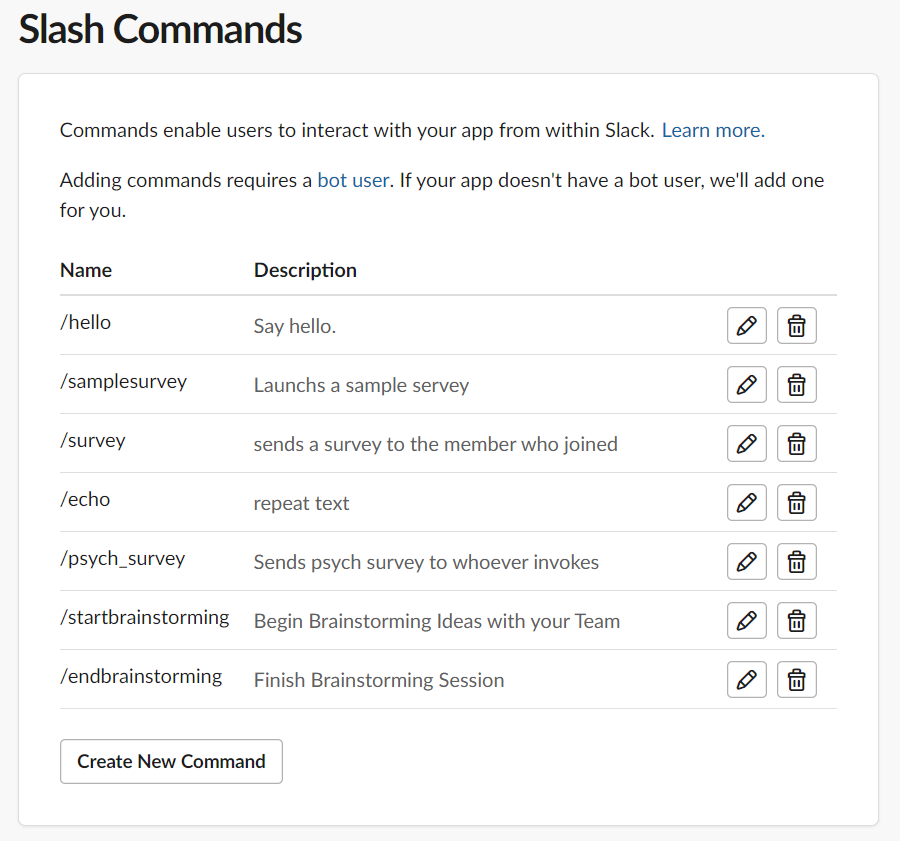 Slash Commands
Commands enable users to interact with your app from within Slack. Learn more.
Adding commands requires a bot user. If your app doesn't have a bot user, we'll add one
for you.
Name Description
/hello Say hello.
/samplesurvey Launchs a sample servey
/survey sends a survey to the member who joined
/echo repeat text
/psych_survey Sends psych survey to whoever invokes
/startbrainstorming Begin Brainstorming Ideas with your Team
/endbrainstorming Finish Brainstorming Session
Create New Command